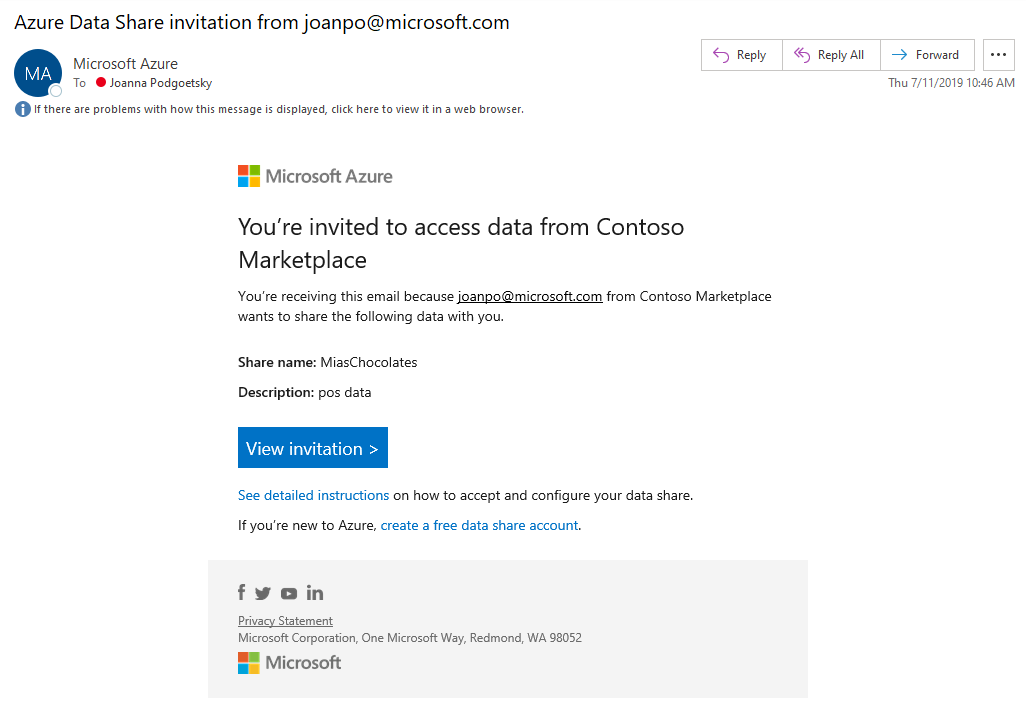 Azure Data Share invitation from joanpo@microsoft.com
MA
Microsoft Azure
To Joanna Podgoetsky
Reply
Reply All
Forward
Thu 7/11/2019 10:46 AM
If there are problems with how this message is displayed, click here to view it in a web browser.
Microsoft Azure
You’re invited to access data from Contoso
Marketplace
You’re receiving this email because joanpo@microsoft.com from Contoso Marketplace
wants to share the following data with you.
Share name: MiasChocolates
Description: pos data
View invitation >
See detailed instructions on how to accept and configure your data share.
If you’re new to Azure, create a free data share account.
Privacy Statement
Microsoft Corporation, One Microsoft Way, Redmond, WA 98052
Microsoft